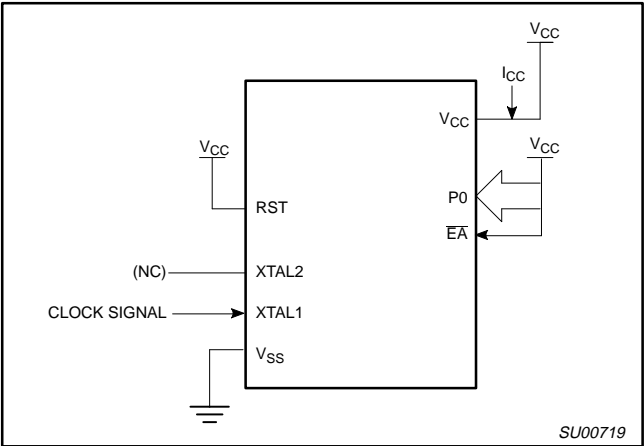 VCC
ICC
VCC
VCC
VCC
P0
RST
EA
(NC)
XTAL2
CLOCK SIGNAL
XTAL1
VSS
SU00719